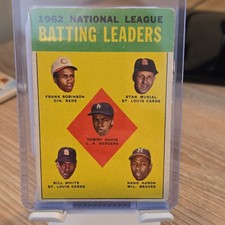 1962 NATIONAL LEAGUE
BATTING LEADERS
FRANK ROBINSON
CIN. REDS
STAN MUSIAL
ST. LOUIS CARDS
TOMMY DAVIS
L. A. DODGERS
BILL WHITE
ST. LOUIS CARDS
HANK AARON
MIL. BRAVES